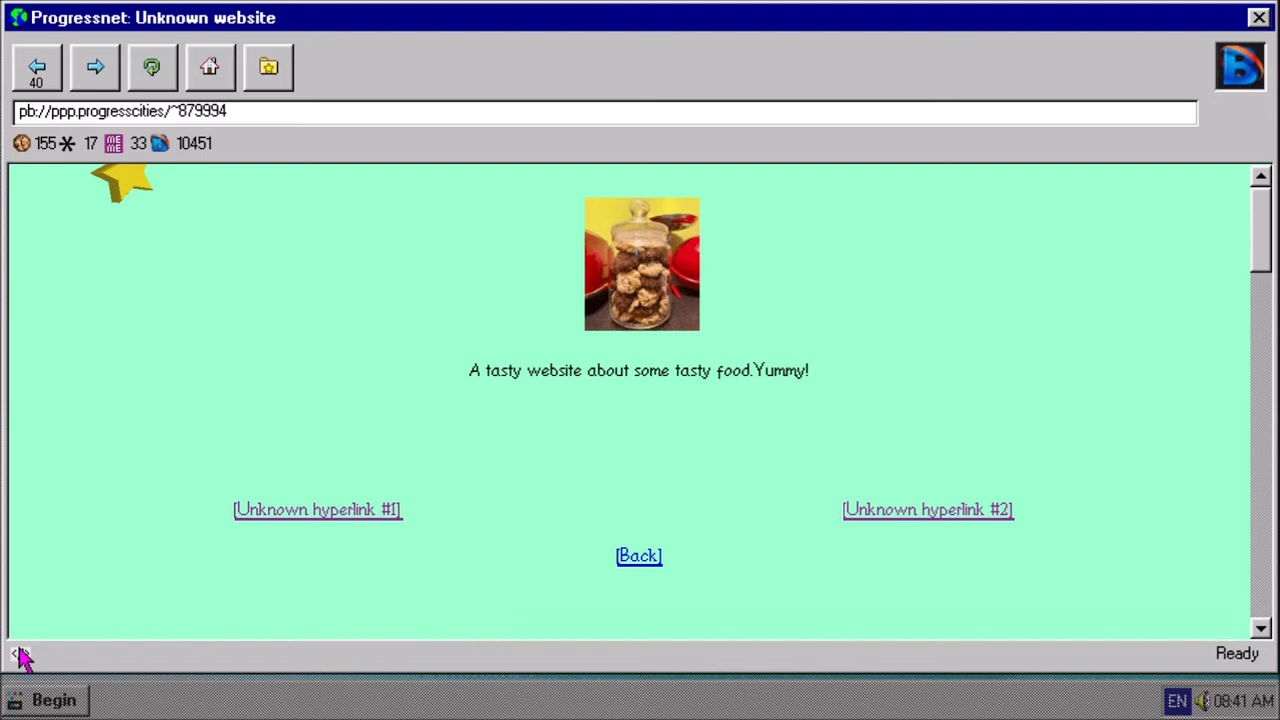 Progressnet: Unknown website
40
pb://ppp.progresscities/~879994
155 17 MEME 33 10451
A tasty website about some tasty food.Yummy!
[Unknown hyperlink #1] [Unknown hyperlink #2]
[Back]
Ready
Begin EN 08:41 AM